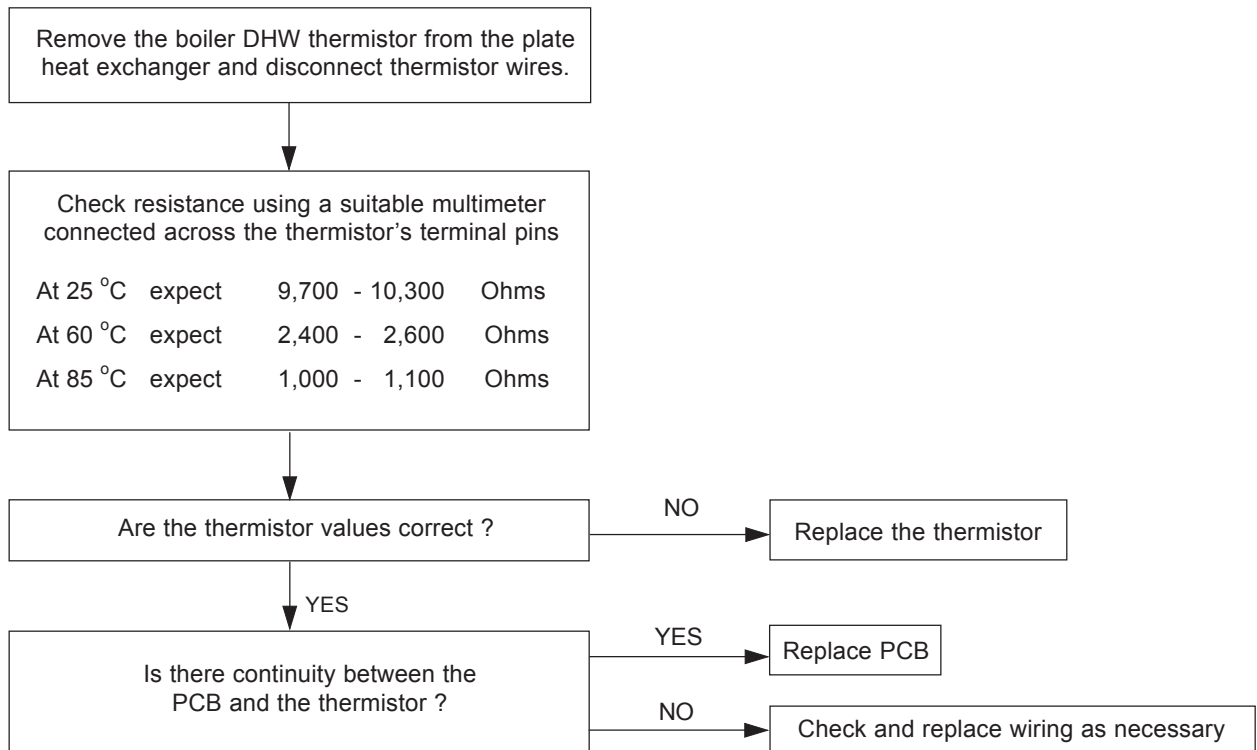 Remove the boiler DHW thermistor from the plate
heat exchanger and disconnect thermistor wires.
Check resistance using a suitable multimeter
connected across the thermistor's terminal pins
At 25 °C expect 9,700 - 10,300 Ohms
At 60 °C expect 2,400 - 2,600 Ohms
At 85 °C expect 1,000 - 1,100 Ohms
Are the thermistor values correct ?
NO
Replace the thermistor
YES
Is there continuity between the
PCB and the thermistor ?
YES
Replace PCB
NO
Check and replace wiring as necessary